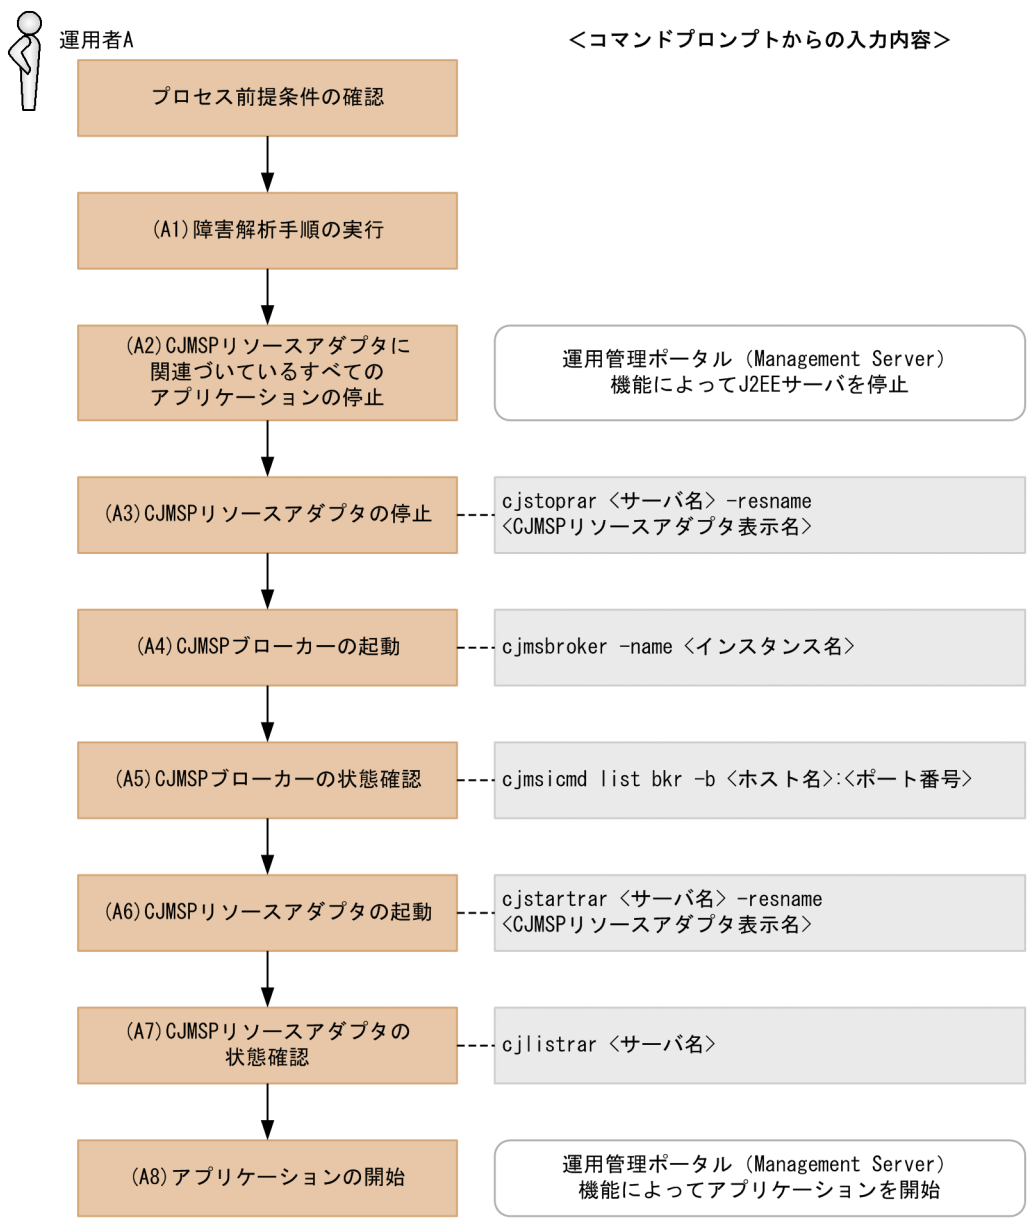 運用者A
＜コマンドプロンプトからの入力内容＞
プロセス前提条件の確認
(A1)障害解析手順の実行
(A2)CJMSPリソースアダプタに
関連づいているすべての
アプリケーションの停止
運用管理ポータル（Management Server）
機能によってJ2EEサーバを停止
(A3)CJMSPリソースアダプタの停止
cjstoprar <サーバ名> -resname
<CJMSPリソースアダプタ表示名>
(A4)CJMSPブローカーの起動
cjmsbroker -name <インスタンス名>
(A5)CJMSPブローカーの状態確認
cjmsicmd list bkr -b <ホスト名>:<ポート番号>
(A6)CJMSPリソースアダプタの起動
cjstartrar <サーバ名> -resname
<CJMSPリソースアダプタ表示名>
(A7)CJMSPリソースアダプタの
状態確認
cjlistrar <サーバ名>
(A8)アプリケーションの開始
運用管理ポータル（Management Server）
機能によってアプリケーションを開始